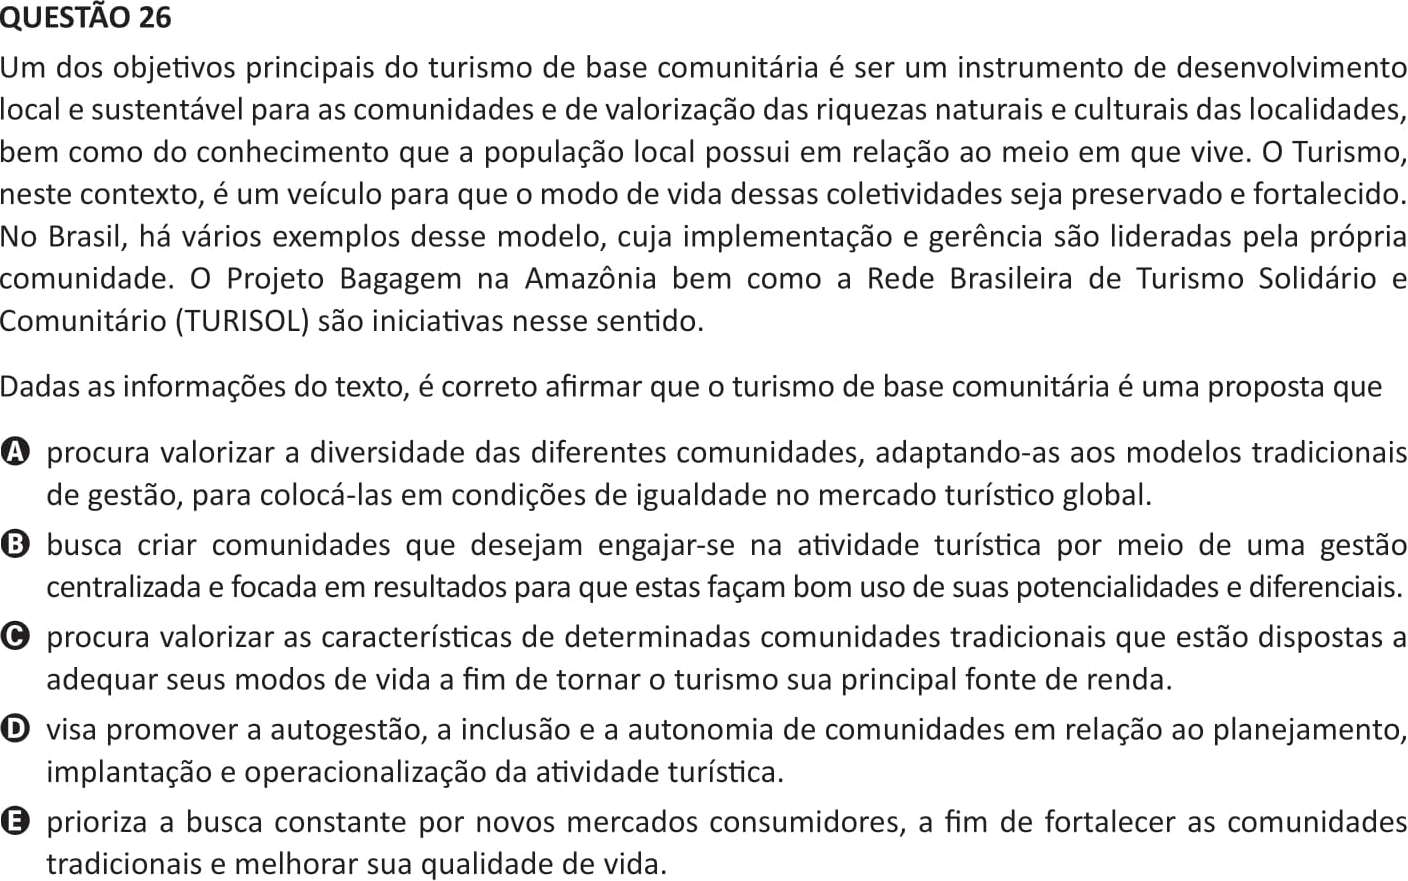 QUESTÃO 26
Um dos objetivos principais do turismo de base comunitária é ser um instrumento de desenvolvimento
local e sustentável para as comunidades e de valorização das riquezas naturais e culturais das localidades,
bem como do conhecimento que a população local possui em relação ao meio em que vive. O Turismo,
neste contexto, é um veículo para que o modo de vida dessas coletividades seja preservado e fortalecido.
No Brasil, há vários exemplos desse modelo, cuja implementação e gerência são lideradas pela própria
comunidade. O Projeto Bagagem na Amazônia bem como a Rede Brasileira de Turismo Solidário e
Comunitário (TURISOL) são iniciativas nesse sentido.
Dadas as informações do texto, é correto afirmar que o turismo de base comunitária é uma proposta que
A procura valorizar a diversidade das diferentes comunidades, adaptando-as aos modelos tradicionais
de gestão, para colocá-las em condições de igualdade no mercado turístico global.
B busca criar comunidades que desejam engajar-se na atividade turística por meio de uma gestão
centralizada e focada em resultados para que estas façam bom uso de suas potencialidades e diferenciais.
C procura valorizar as características de determinadas comunidades tradicionais que estão dispostas a
adequar seus modos de vida a fim de tornar o turismo sua principal fonte de renda.
D visa promover a autogestão, a inclusão e a autonomia de comunidades em relação ao planejamento,
implantação e operacionalização da atividade turística.
E prioriza a busca constante por novos mercados consumidores, a fim de fortalecer as comunidades
tradicionais e melhorar sua qualidade de vida.